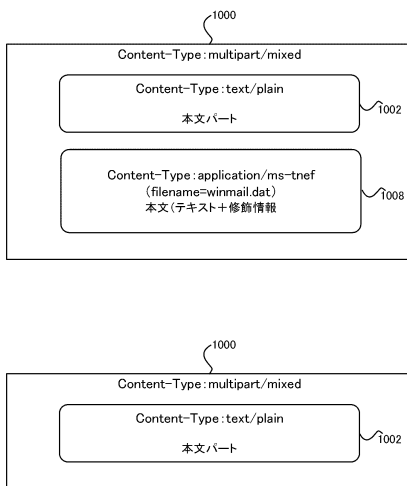 1000
Content-Type:multipart/mixed
Content-Type:text/plain
本文パート
1002
Content-Type:application/ms-tnef
(filename=winmail.dat)
本文(テキスト+修飾情報
1008
1000
Content-Type:multipart/mixed
Content-Type:text/plain
本文パート
1002